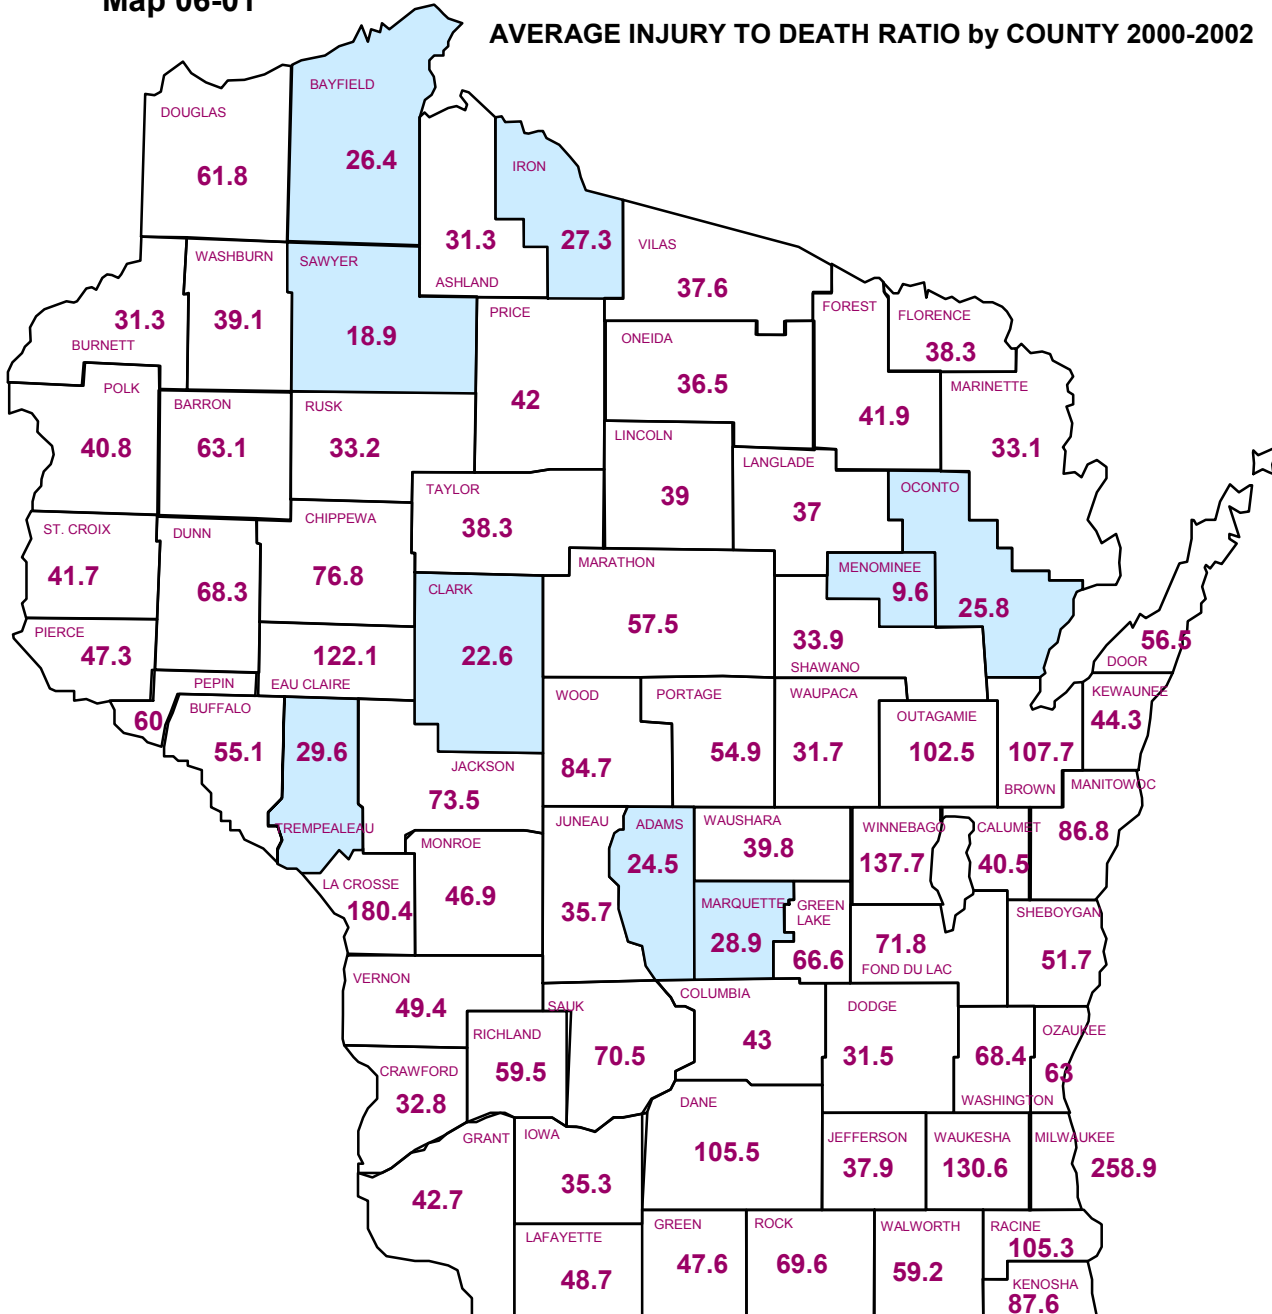 Map 06-01
AVERAGE INJURY TO DEATH RATIO by COUNTY 2000-2002
BAYFIELD
26.4
DOUGLAS
61.8
IRON
27.3
31.3
ASHLAND
VILAS
37.6
WASHBURN
39.1
SAWYER
18.9
31.3
BURNETT
PRICE
42
ONEIDA
36.5
FOREST
41.9
FLORENCE
38.3
MARINETTE
33.1
POLK
40.8
BARRON
63.1
RUSK
33.2
LINCOLN
39
LANGLADE
37
OCONTO
25.8
TAYLOR
38.3
CHIPPEWA
76.8
ST. CROIX
41.7
DUNN
68.3
MARATHON
57.5
MENOMINEE
9.6
CLARK
22.6
33.9
SHAWANO
PIERCE
47.3
122.1
EAU CLAIRE
56.5
DOOR
PEPIN
60
BUFFALO
55.1
29.6
TREMPEALEAU
WOOD
84.7
PORTAGE
54.9
WAUPACA
31.7
OUTAGAMIE
102.5
107.7
BROWN
KEWAUNEE
44.3
JACKSON
73.5
MANITOWOC
86.8
JUNEAU
35.7
ADAMS
24.5
WAUSHARA
39.8
WINNEBAGO
137.7
CALUMET
40.5
MONROE
46.9
LA CROSSE
180.4
MARQUETTE
28.9
GREEN
LAKE
66.6
71.8
FOND DU LAC
SHEBOYGAN
51.7
VERNON
49.4
SAUK
70.5
COLUMBIA
43
DODGE
31.5
68.4
WASHINGTON
OZAUKEE
63
RICHLAND
59.5
CRAWFORD
32.8
DANE
105.5
GRANT
42.7
IOWA
35.3
JEFFERSON
37.9
WAUKESHA
130.6
MILWAUKEE
258.9
LAFAYETTE
48.7
GREEN
47.6
ROCK
69.6
WALWORTH
59.2
RACINE
105.3
KENOSHA
87.6